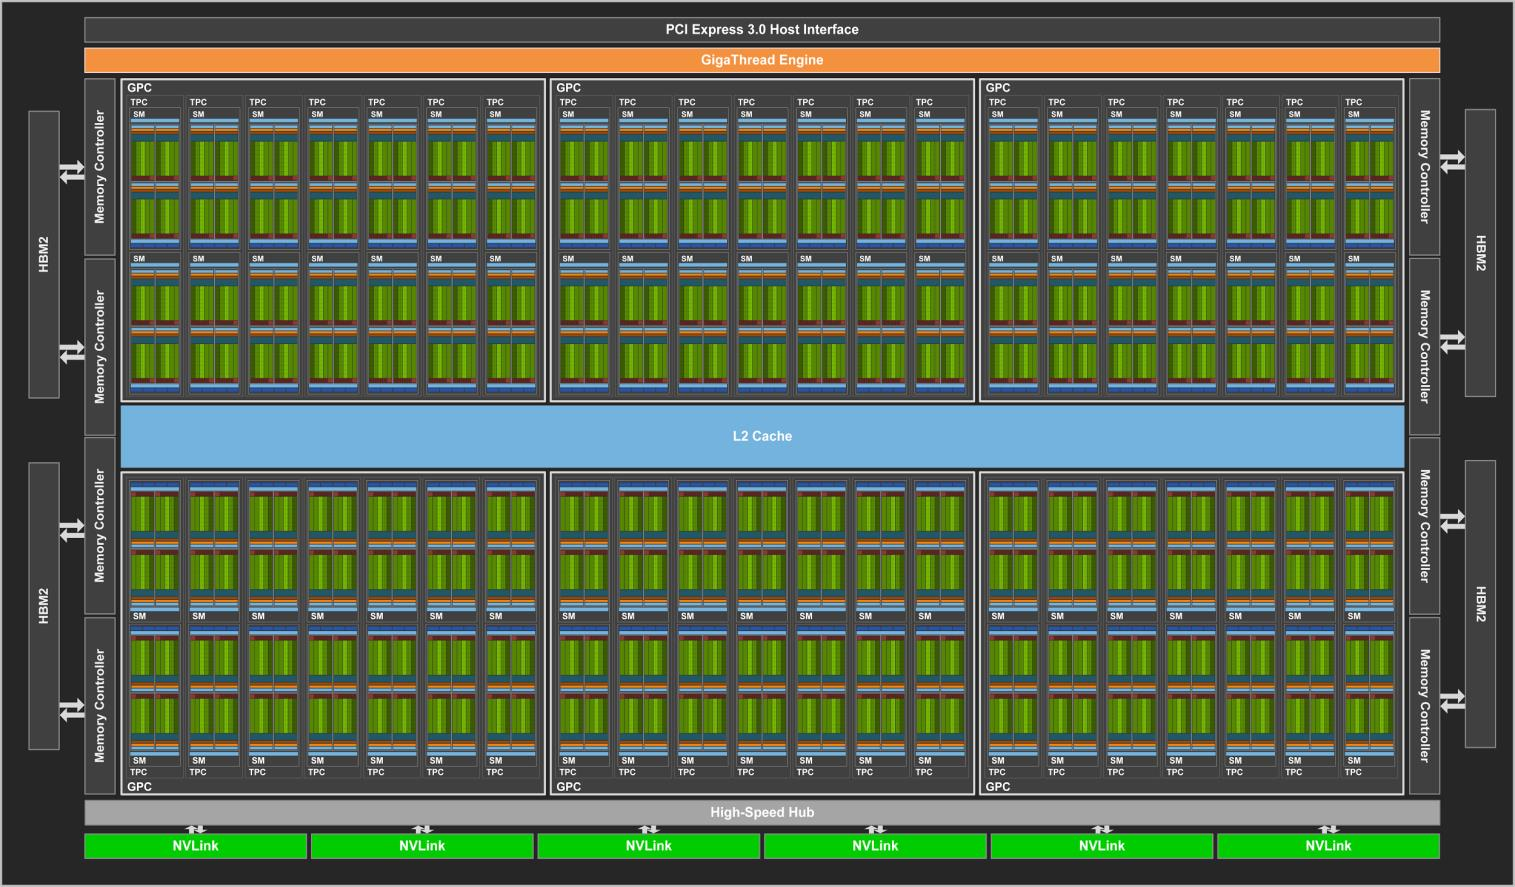 PCI Express 3.0 Host Interface
GigaThread Engine
GPC GPC GPC
TPC TPC TPC TPC TPC TPC TPC TPC TPC TPC TPC TPC TPC TPC TPC TPC TPC TPC TPC TPC TPC
SM SM SM SM SM SM SM SM SM SM SM SM SM SM SM SM SM SM SM SM SM
Memory Controller
Memory Controller
HBM2
HBM2
SM SM SM SM SM SM SM SM SM SM SM SM SM SM SM SM SM SM SM SM SM
Memory Controller
Memory Controller
L2 Cache
Memory Controller
Memory Controller
HBM2
HBM2
SM SM SM SM SM SM SM SM SM SM SM SM SM SM SM SM SM SM SM SM SM
Memory Controller
Memory Controller
SM SM SM SM SM SM SM SM SM SM SM SM SM SM SM SM SM SM SM SM SM
TPC TPC TPC TPC TPC TPC TPC TPC TPC TPC TPC TPC TPC TPC TPC TPC TPC TPC TPC TPC TPC
GPC GPC GPC
High-Speed Hub
NVLink NVLink NVLink NVLink NVLink NVLink